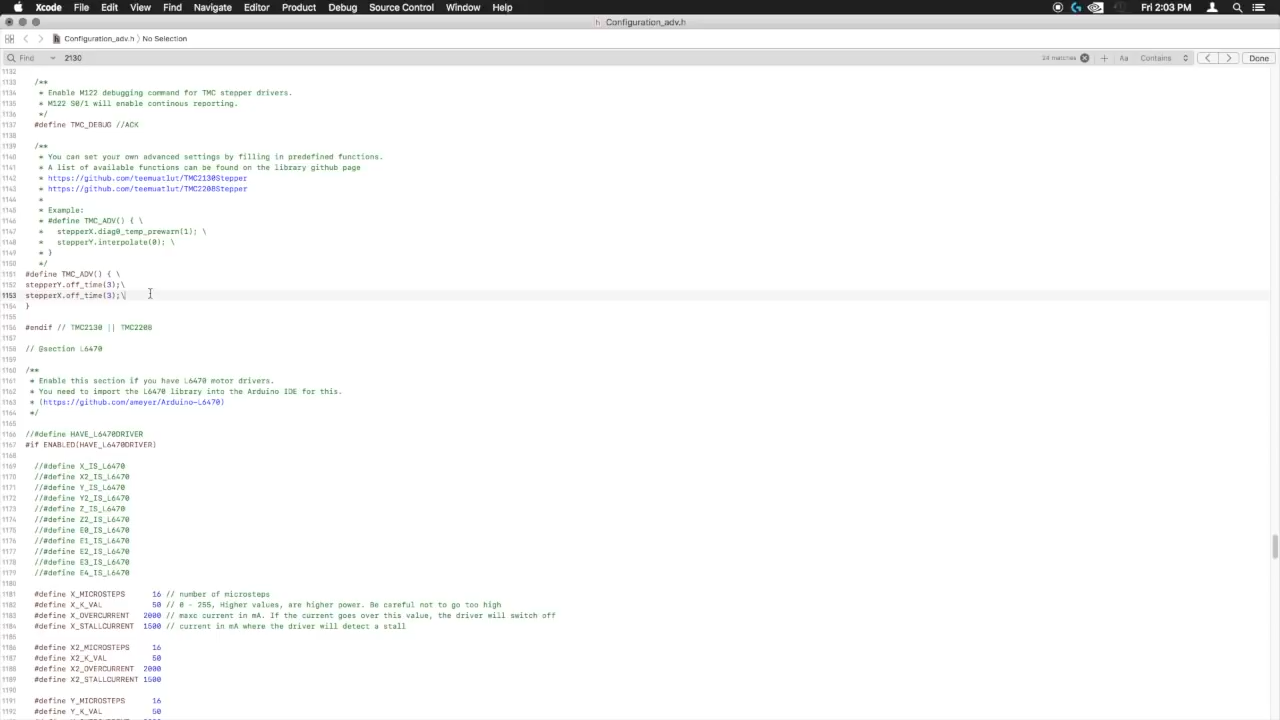 Xcode File Edit View Find Navigate Editor Product Debug Source Control Window Help Fri 2:03 PM
Configuration_adv.h
Configuration_adv.h › No Selection
Find 2130 24 matches Aa Contains Done
1132
1133 /**
1134 * Enable M122 debugging command for TMC stepper drivers.
1135 * M122 S0/1 will enable continous reporting.
1136 */
1137 #define TMC_DEBUG //ACK
1138
1139 /**
1140 * You can set your own advanced settings by filling in predefined functions.
1141 * A list of available functions can be found on the library github page
1142 * https://github.com/teemuatlut/TMC2130Stepper
1143 * https://github.com/teemuatlut/TMC2208Stepper
1144 *
1145 * Example:
1146 * #define TMC_ADV() { \
1147 * stepperX.diag0_temp_prewarn(1); \
1148 * stepperY.interpolate(0); \
1149 * }
1150 */
1151 #define TMC_ADV() { \
1152 stepperY.off_time(3);\
1153 stepperX.off_time(3);\
1154 }
1155
1156 #endif // TMC2130 || TMC2208
1157
1158 // @section L6470
1159
1160 /**
1161 * Enable this section if you have L6470 motor drivers.
1162 * You need to import the L6470 library into the Arduino IDE for this.
1163 * (https://github.com/ameyer/Arduino-L6470)
1164 */
1165
1166 //#define HAVE_L6470DRIVER
1167 #if ENABLED(HAVE_L6470DRIVER)
1168
1169 //#define X_IS_L6470
1170 //#define X2_IS_L6470
1171 //#define Y_IS_L6470
1172 //#define Y2_IS_L6470
1173 //#define Z_IS_L6470
1174 //#define Z2_IS_L6470
1175 //#define E0_IS_L6470
1176 //#define E1_IS_L6470
1177 //#define E2_IS_L6470
1178 //#define E3_IS_L6470
1179 //#define E4_IS_L6470
1180
1181 #define X_MICROSTEPS 16 // number of microsteps
1182 #define X_K_VAL 50 // 0 - 255, Higher values, are higher power. Be careful not to go too high
1183 #define X_OVERCURRENT 2000 // maxc current in mA. If the current goes over this value, the driver will switch off
1184 #define X_STALLCURRENT 1500 // current in mA where the driver will detect a stall
1185
1186 #define X2_MICROSTEPS 16
1187 #define X2_K_VAL 50
1188 #define X2_OVERCURRENT 2000
1189 #define X2_STALLCURRENT 1500
1190
1191 #define Y_MICROSTEPS 16
1192 #define Y_K_VAL 50